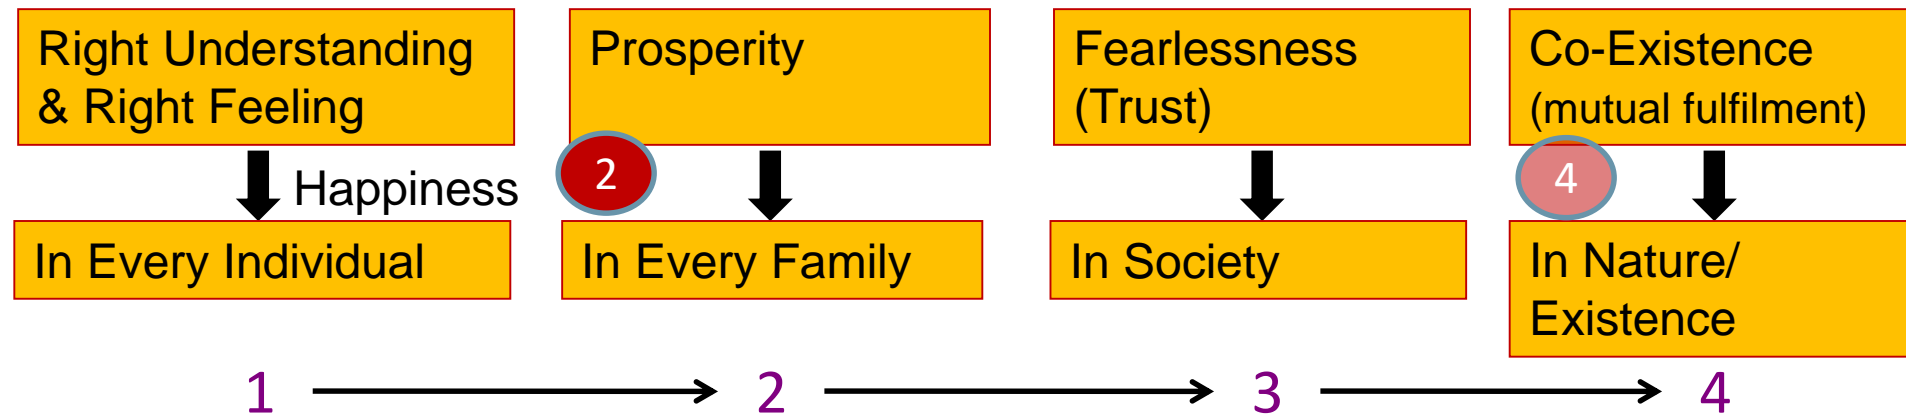 Right Understanding
& Right Feeling
Prosperity
Fearlessness
(Trust)
Co-Existence
(mutual fulfilment)
Happiness
2
4
In Every Individual
In Every Family
In Society
In Nature/
Existence
1
2
3
4